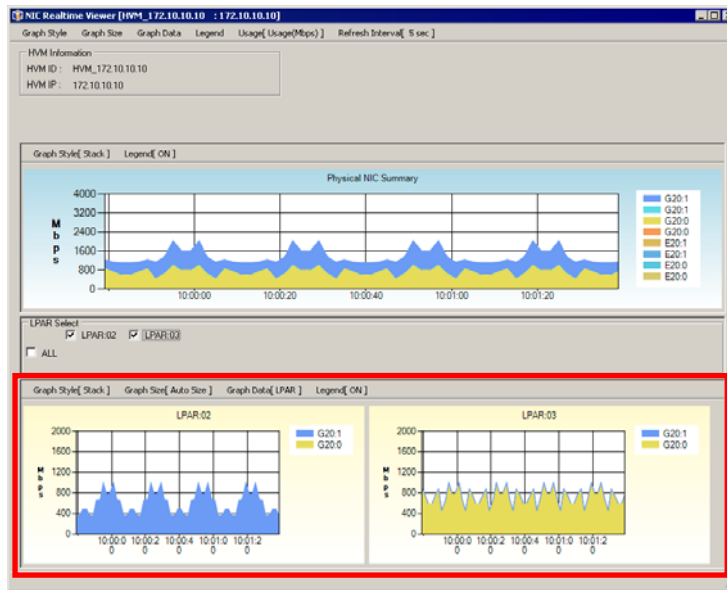 NIC Realtime Viewer [HVM_172.10.10.10 : 172.10.10.10]
Graph Style Graph Size Graph Data Legend Usage[ Usage(Mbps) ] Refresh Interval[ 5 sec ]
HVM Information
HVM ID : HVM_172.10.10.10
HVM IP : 172.10.10.10
Graph Style[ Stack ] Legend[ ON ]
Physical NIC Summary
Mbps
4000
3200
2400
1600
800
0
10:00:00 10:00:20 10:00:40 10:01:00 10:01:20
G20:1
G20:1
G20:0
G20:0
E20:1
E20:1
E20:0
E20:0
LPAR Select
LPAR:02 LPAR:03
ALL
Graph Style[ Stack ] Graph Size[ Auto Size ] Graph Data[ LPAR ] Legend[ ON ]
LPAR:02
Mbps
2000
1600
1200
800
400
0
10:00:0 10:00:2 10:00:4 10:01:0 10:01:2
0 0 0 0 0
G20:1
G20:0
LPAR:03
Mbps
2000
1600
1200
800
400
0
10:00:0 10:00:2 10:00:4 10:01:0 10:01:2
0 0 0 0 0
G20:1
G20:0